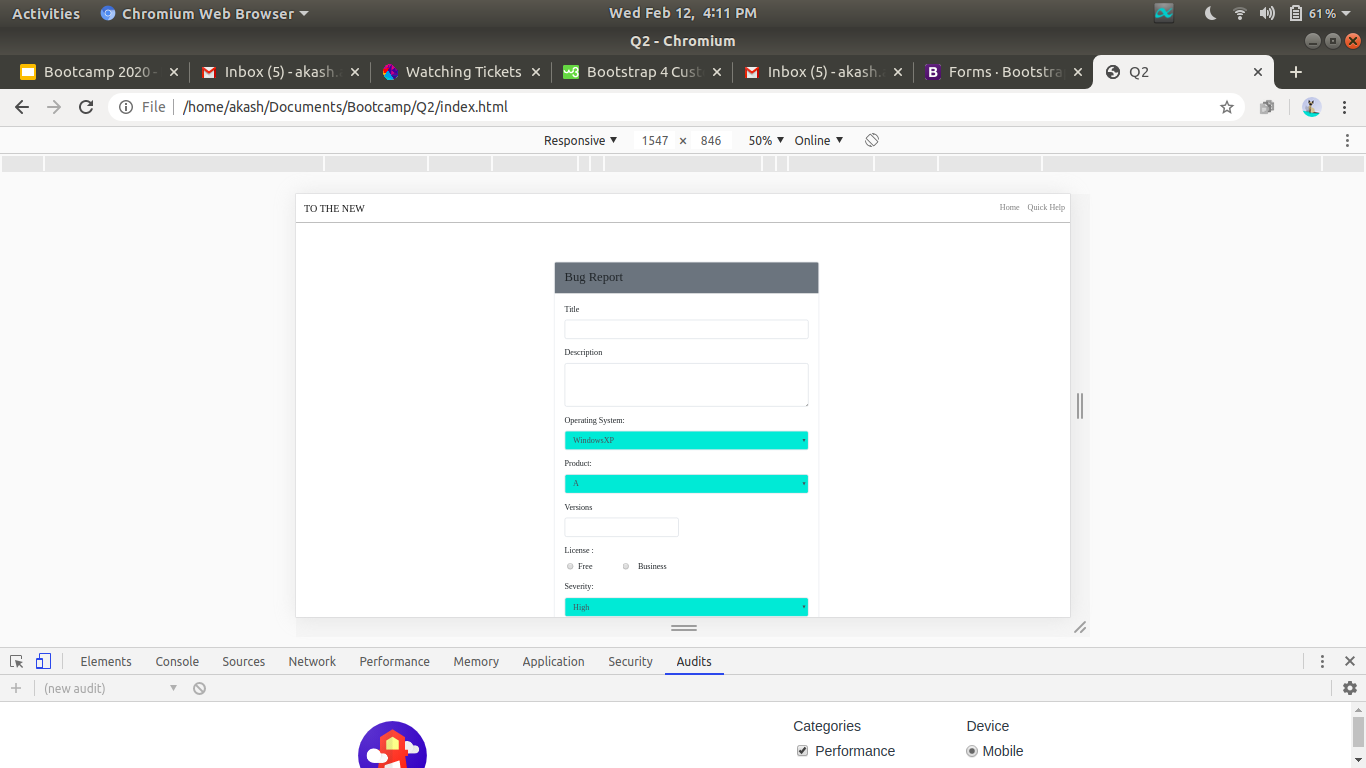 Activities Chromium Web Browser Wed Feb 12, 4:11 PM 61%
Q2 - Chromium
Bootcamp 2020 - Inbox (5) - akash. Watching Tickets Bootstrap 4 Cust Inbox (5) - akash. Forms · Bootstra Q2
File /home/akash/Documents/Bootcamp/Q2/index.html
Responsive 1547 × 846 50% Online
TO THE NEW Home Quick Help
Bug Report
Title
Description
Operating System:
WindowsXP
Product:
A
Versions
License :
Free Business
Severity:
High
Elements Console Sources Network Performance Memory Application Security Audits
(new audit)
Categories Device
Performance Mobile